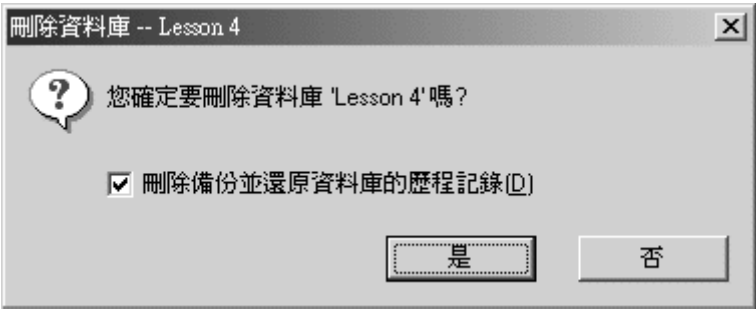 刪除資料庫 -- Lesson 4
?
您確定要刪除資料庫 'Lesson 4' 嗎?
刪除備份並還原資料庫的歷程記錄(D)
是
否